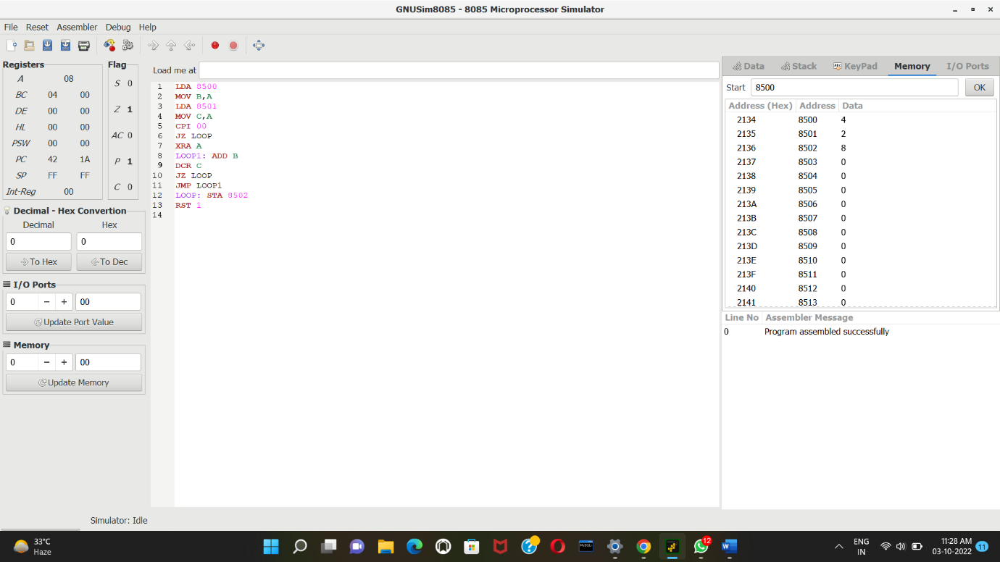 GNUSim8085 - 8085 Microprocessor Simulator
File Reset Assembler Debug Help
Registers
A 08
BC 04 00
DE 00 00
HL 00 00
PSW 00 00
PC 42 1A
SP FF FF
Int-Reg 00
Flag
S 0
Z 1
AC 0
P 1
C 0
Decimal - Hex Convertion
Decimal Hex
0 0
To Hex To Dec
I/O Ports
0 − + 00
Update Port Value
Memory
0 − + 00
Update Memory
Load me at
1 LDA 8500
2 MOV B,A
3 LDA 8501
4 MOV C,A
5 CPI 00
6 JZ LOOP
7 XRA A
8 LOOP1: ADD B
9 DCR C
10 JZ LOOP
11 JMP LOOP1
12 LOOP: STA 8502
13 RST 1
14
Data Stack KeyPad Memory I/O Ports
Start 8500 OK
Address (Hex) Address Data
2134 8500 4
2135 8501 2
2136 8502 8
2137 8503 0
2138 8504 0
2139 8505 0
213A 8506 0
213B 8507 0
213C 8508 0
213D 8509 0
213E 8510 0
213F 8511 0
2140 8512 0
2141 8513 0
Line No Assembler Message
0 Program assembled successfully
Simulator: Idle
33°C
Haze
12
ENG
IN
11:28 AM
03-10-2022
11